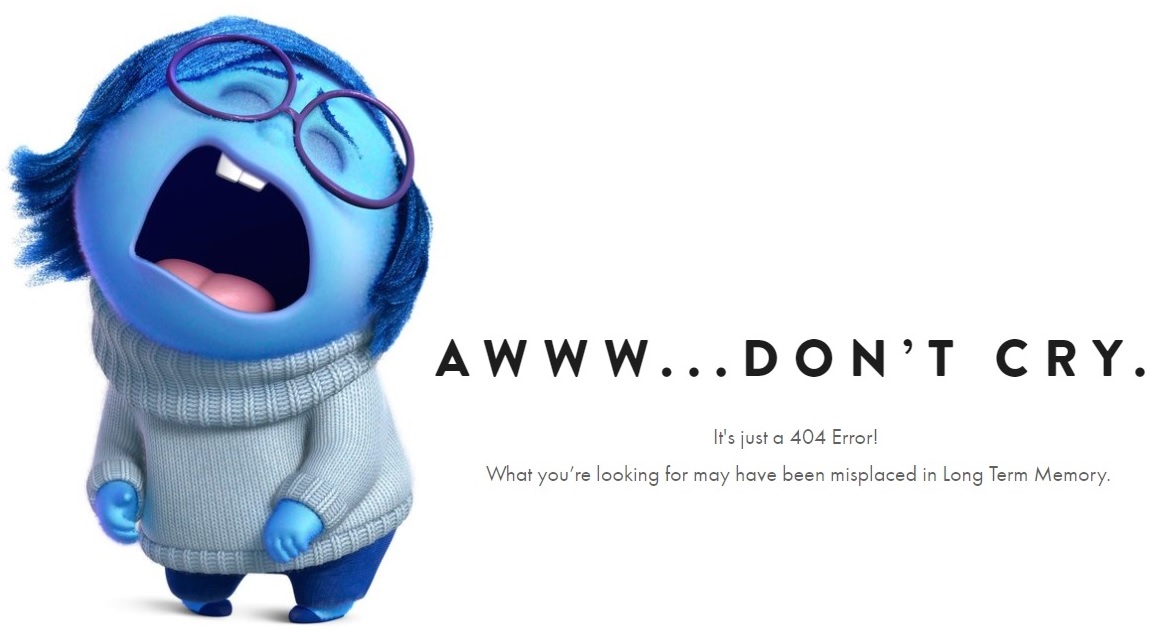 AWWW...DON’T CRY.
It's just a 404 Error!
What you’re looking for may have been misplaced in Long Term Memory.